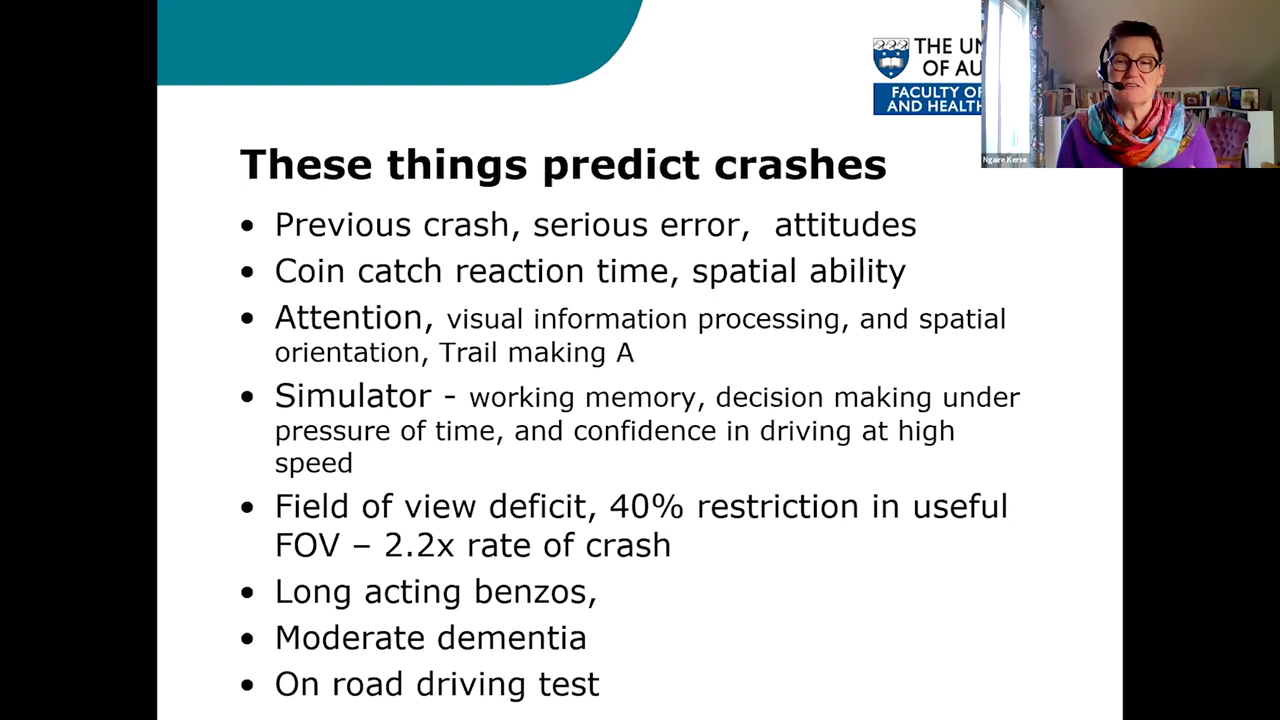 THE UN
OF AU
FACULTY OF
AND HEALTH
Ngaire Kerse
These things predict crashes
• Previous crash, serious error,  attitudes
• Coin catch reaction time, spatial ability
• Attention, visual information processing, and spatial
orientation, Trail making A
• Simulator - working memory, decision making under
pressure of time, and confidence in driving at high
speed
• Field of view deficit, 40% restriction in useful
FOV – 2.2x rate of crash
• Long acting benzos,
• Moderate dementia
• On road driving test